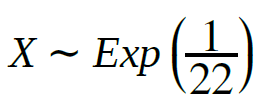 X ~ Exp(1/22)